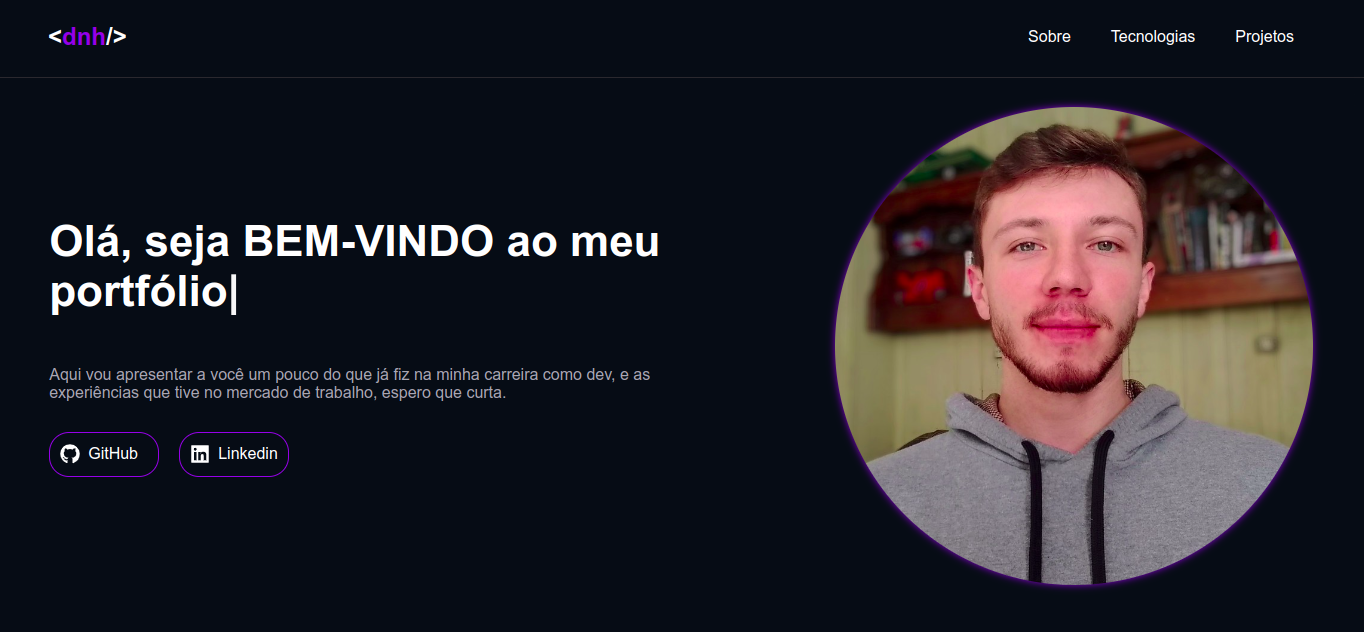 <dnh/>
Sobre Tecnologias Projetos
Olá, seja BEM-VINDO ao meu
portfólio|
Aqui vou apresentar a você um pouco do que já fiz na minha carreira como dev, e as
experiências que tive no mercado de trabalho, espero que curta.
GitHub Linkedin